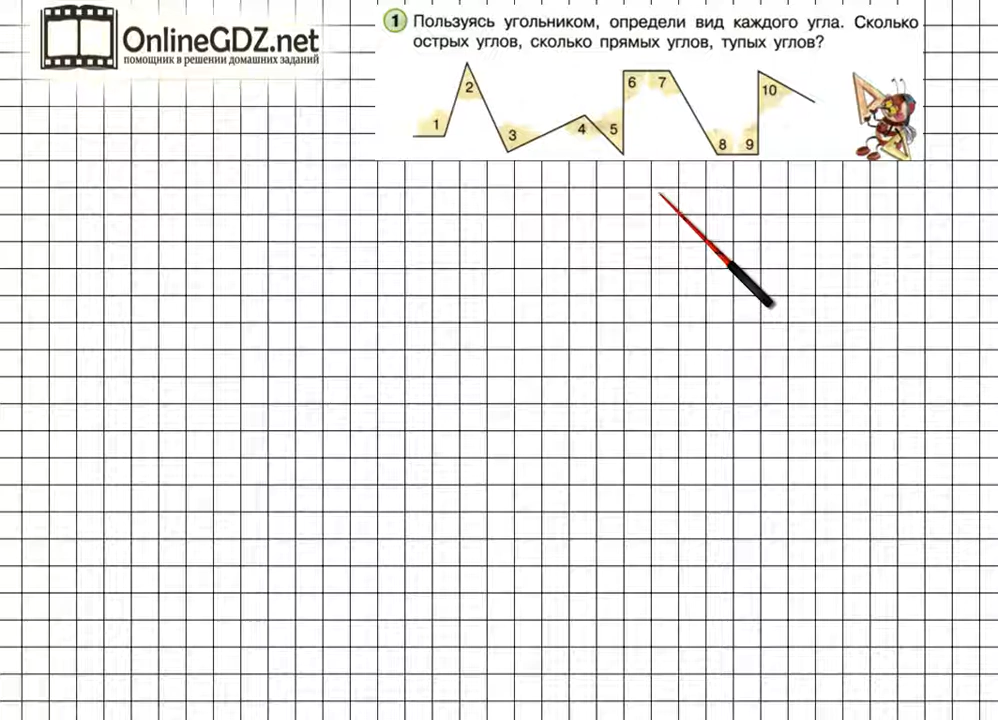 OnlineGDZ.net
помощник в решении домашних заданий
1 Пользуясь угольником, определи вид каждого угла. Сколько
острых углов, сколько прямых углов, тупых углов?
1 2 3 4 5 6 7 8 9 10